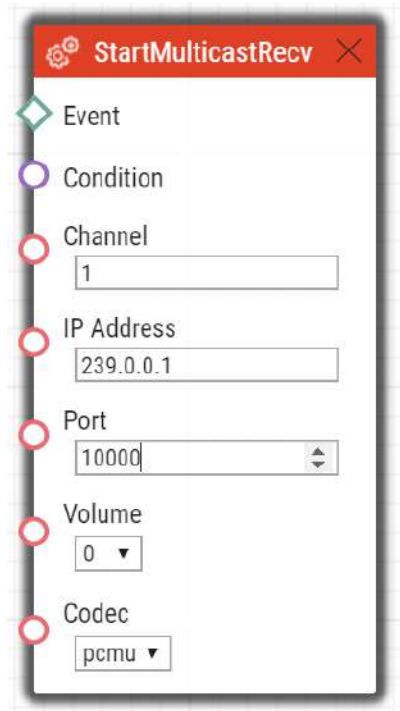 StartMulticastRecv
Event
Condition
Channel
1
IP Address
239.0.0.1
Port
10000
Volume
0
Codec
pcmu